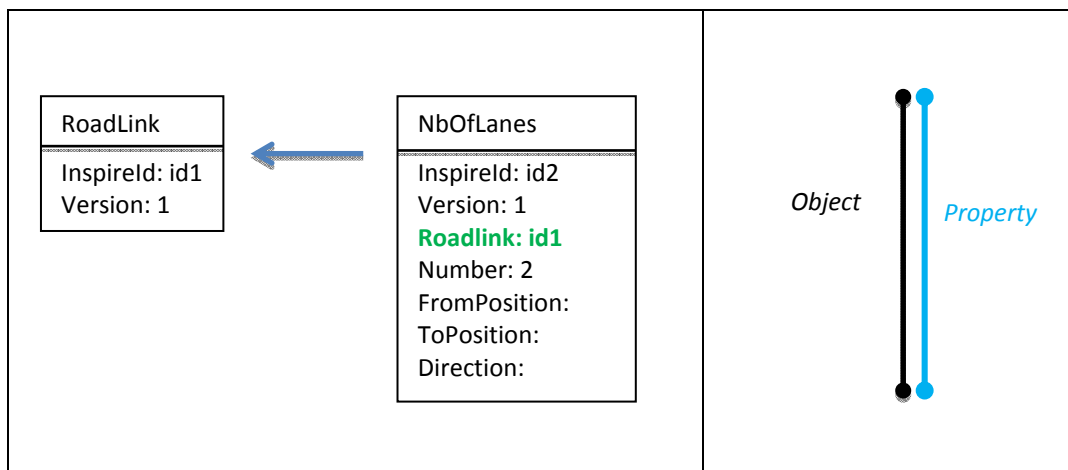 RoadLink
InspireId: id1
Version: 1
NbOfLanes
InspireId: id2
Version: 1
Roadlink: id1
Number: 2
FromPosition:
ToPosition:
Direction:
Object
Property